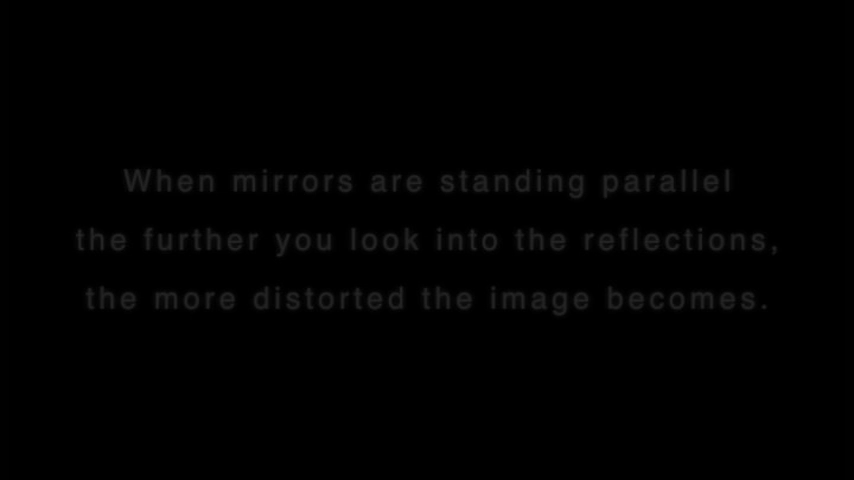 When mirrors are standing parallel
the further you look into the reflections,
the more distorted the image becomes.